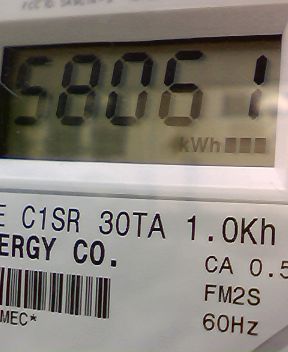 58061
kWh
E C1SR 30TA 1.0Kh
ERGY CO.
CA 0.5
FM2S
60Hz
MEC*